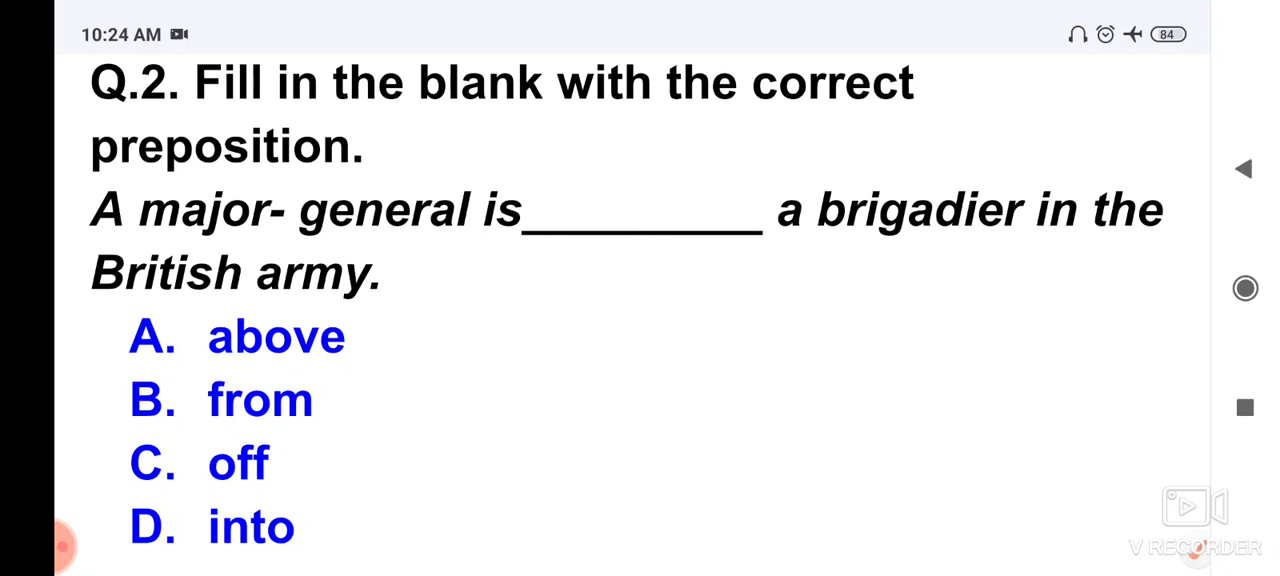 10:24 AM
84
Q.2. Fill in the blank with the correct
preposition.
A major- general is_________ a brigadier in the
British army.
A. above
B. from
C. off
D. into
V RECORDER